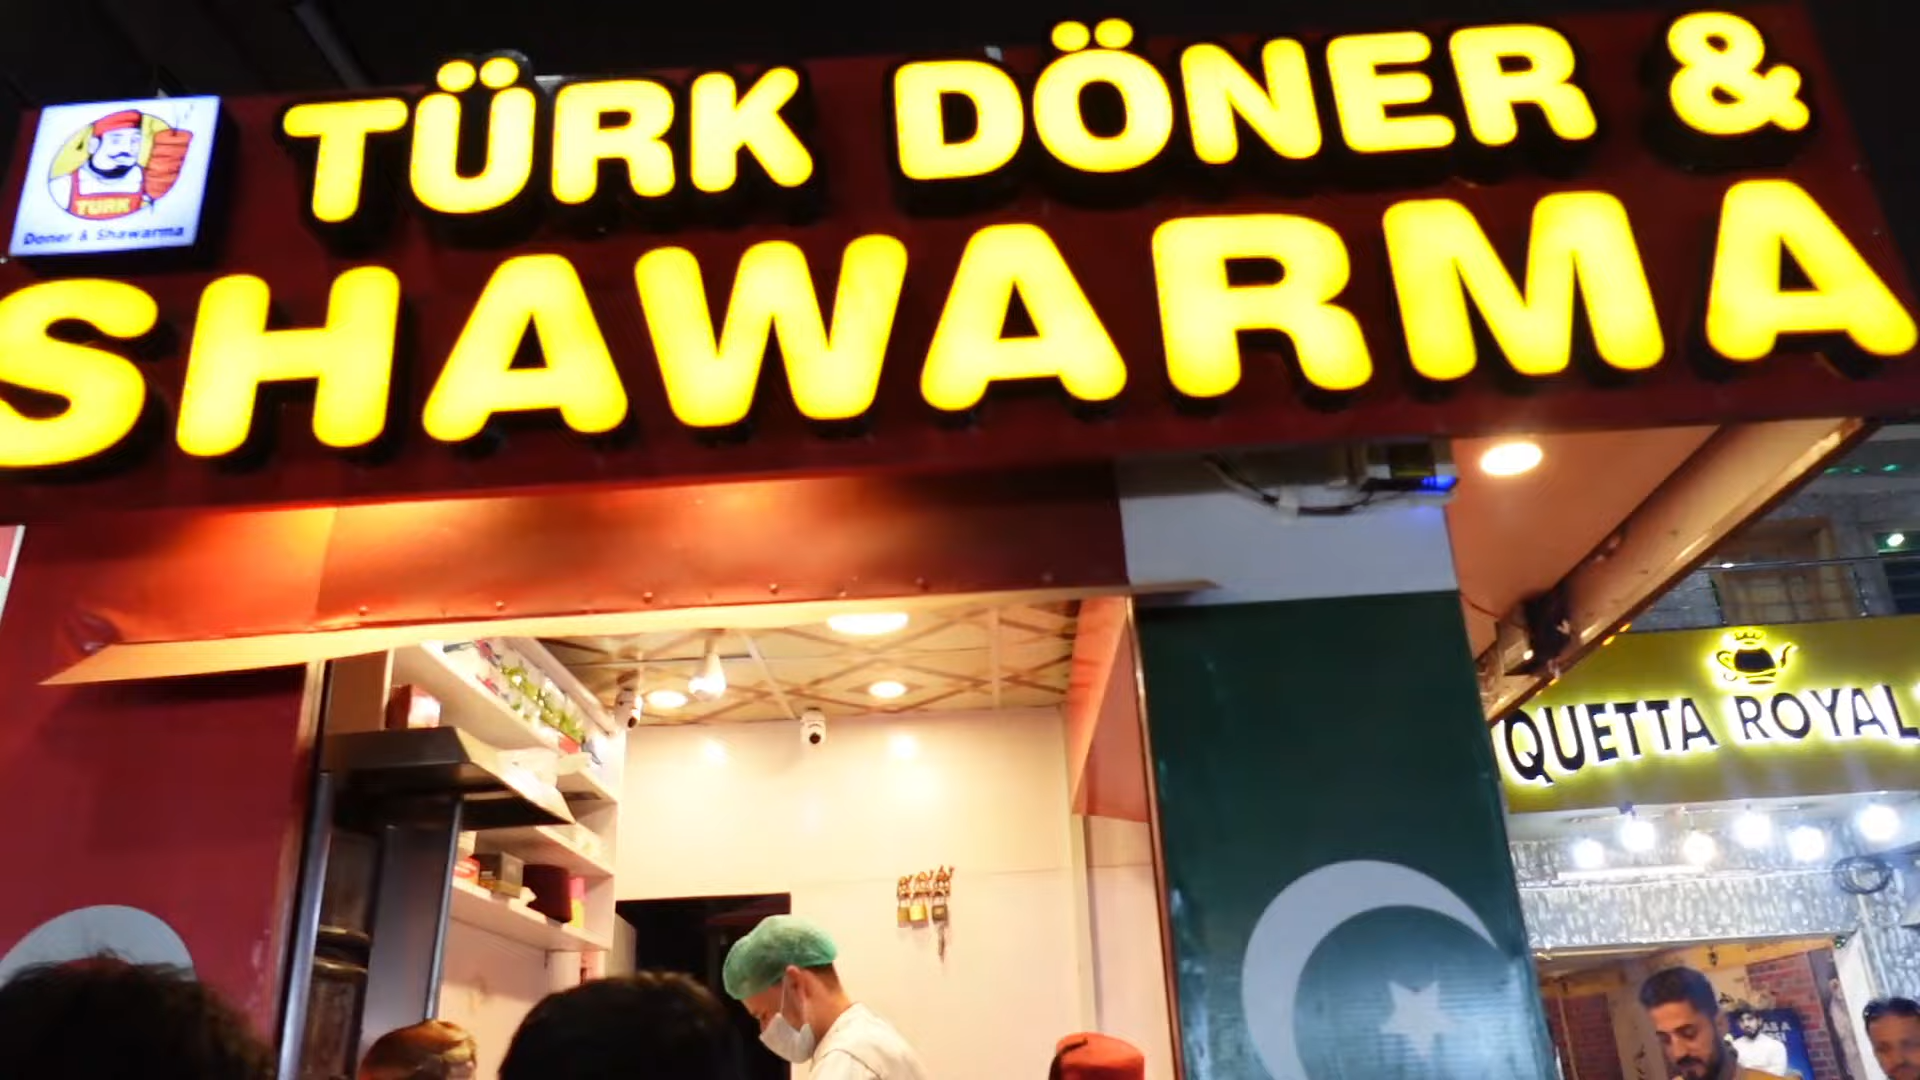 TÜRK DÖNER &
SHAWARMA
TURK
Doner & Shawarma
QUETTA ROYAL